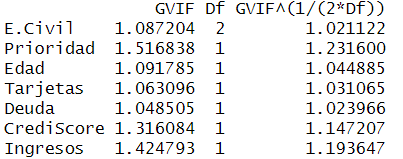 GVIF Df GVIF^(1/(2*Df))
E.Civil 1.087204 2 1.021122
Prioridad 1.516838 1 1.231600
Edad 1.091785 1 1.044885
Tarjetas 1.063096 1 1.031065
Deuda 1.048505 1 1.023966
CrediScore 1.316084 1 1.147207
Ingresos 1.424793 1 1.193647